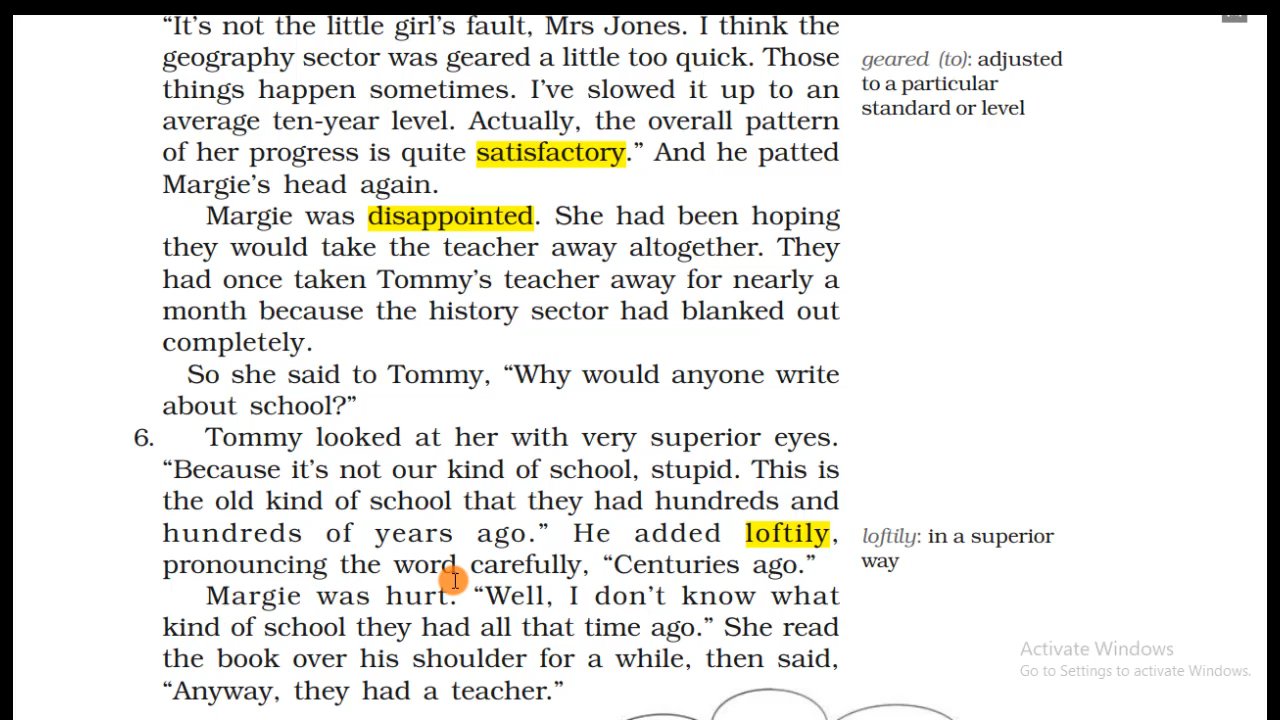 “It’s not the little girl’s fault, Mrs Jones. I think the
geography sector was geared a little too quick. Those
things happen sometimes. I’ve slowed it up to an
average ten-year level. Actually, the overall pattern
of her progress is quite satisfactory.” And he patted
Margie’s head again.
geared (to): adjusted
to a particular
standard or level
Margie was disappointed. She had been hoping
they would take the teacher away altogether. They
had once taken Tommy’s teacher away for nearly a
month because the history sector had blanked out
completely.
So she said to Tommy, “Why would anyone write
about school?”
6. Tommy looked at her with very superior eyes.
“Because it’s not our kind of school, stupid. This is
the old kind of school that they had hundreds and
hundreds of years ago.” He added loftily,
pronouncing the word carefully, “Centuries ago.”
loftily: in a superior
way
Margie was hurt. “Well, I don’t know what
kind of school they had all that time ago.” She read
the book over his shoulder for a while, then said,
“Anyway, they had a teacher.”
Activate Windows
Go to Settings to activate Windows.